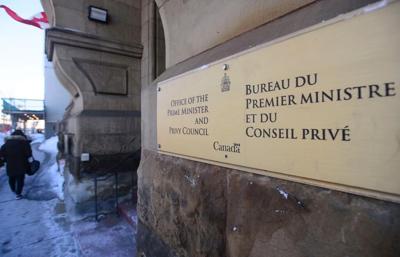 OFFICE OF THE
PRIME MINISTER
AND
PRIVY COUNCIL
BUREAU DU
PREMIER MINISTRE
ET DU
CONSEIL PRIVÉ
Canada